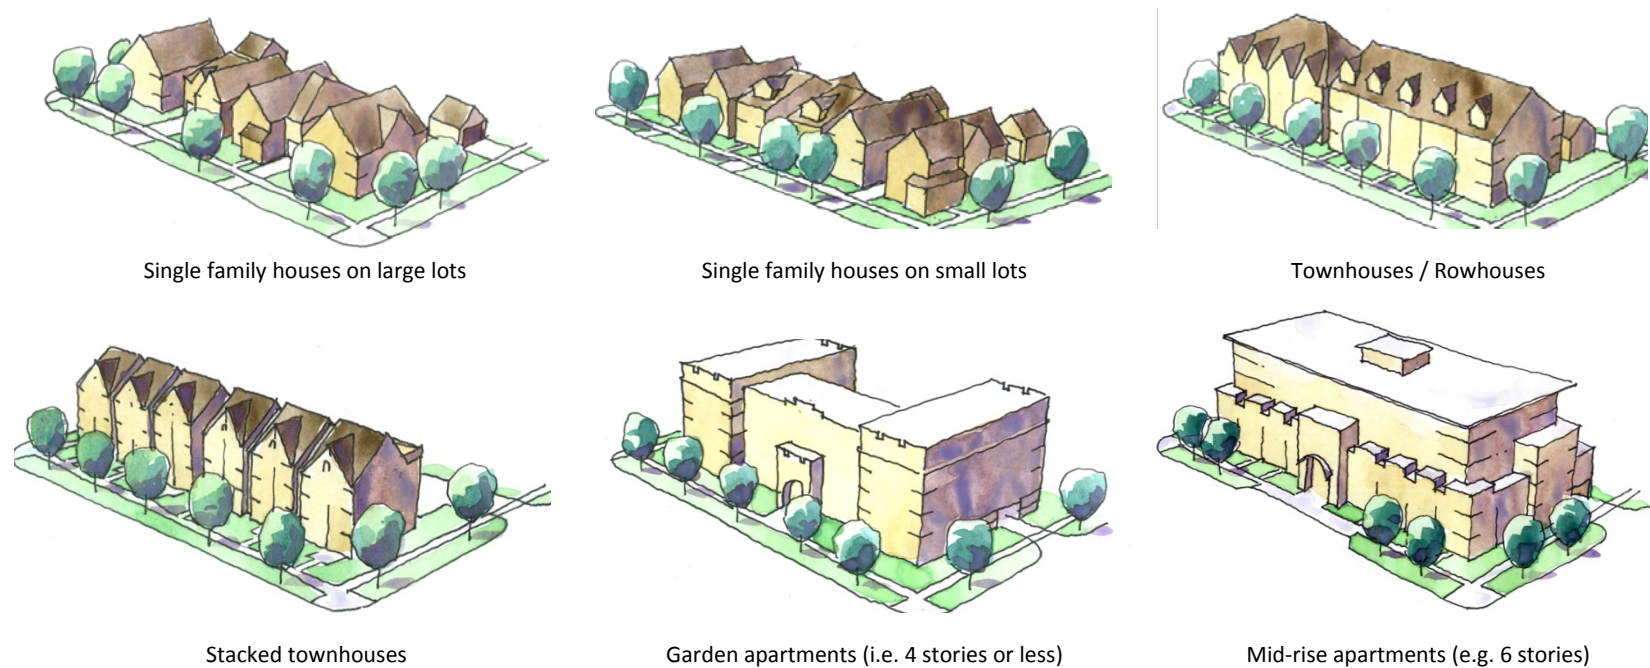 Single family houses on large lots
Single family houses on small lots
Townhouses / Rowhouses
Stacked townhouses
Garden apartments (i.e. 4 stories or less)
Mid-rise apartments (e.g. 6 stories)